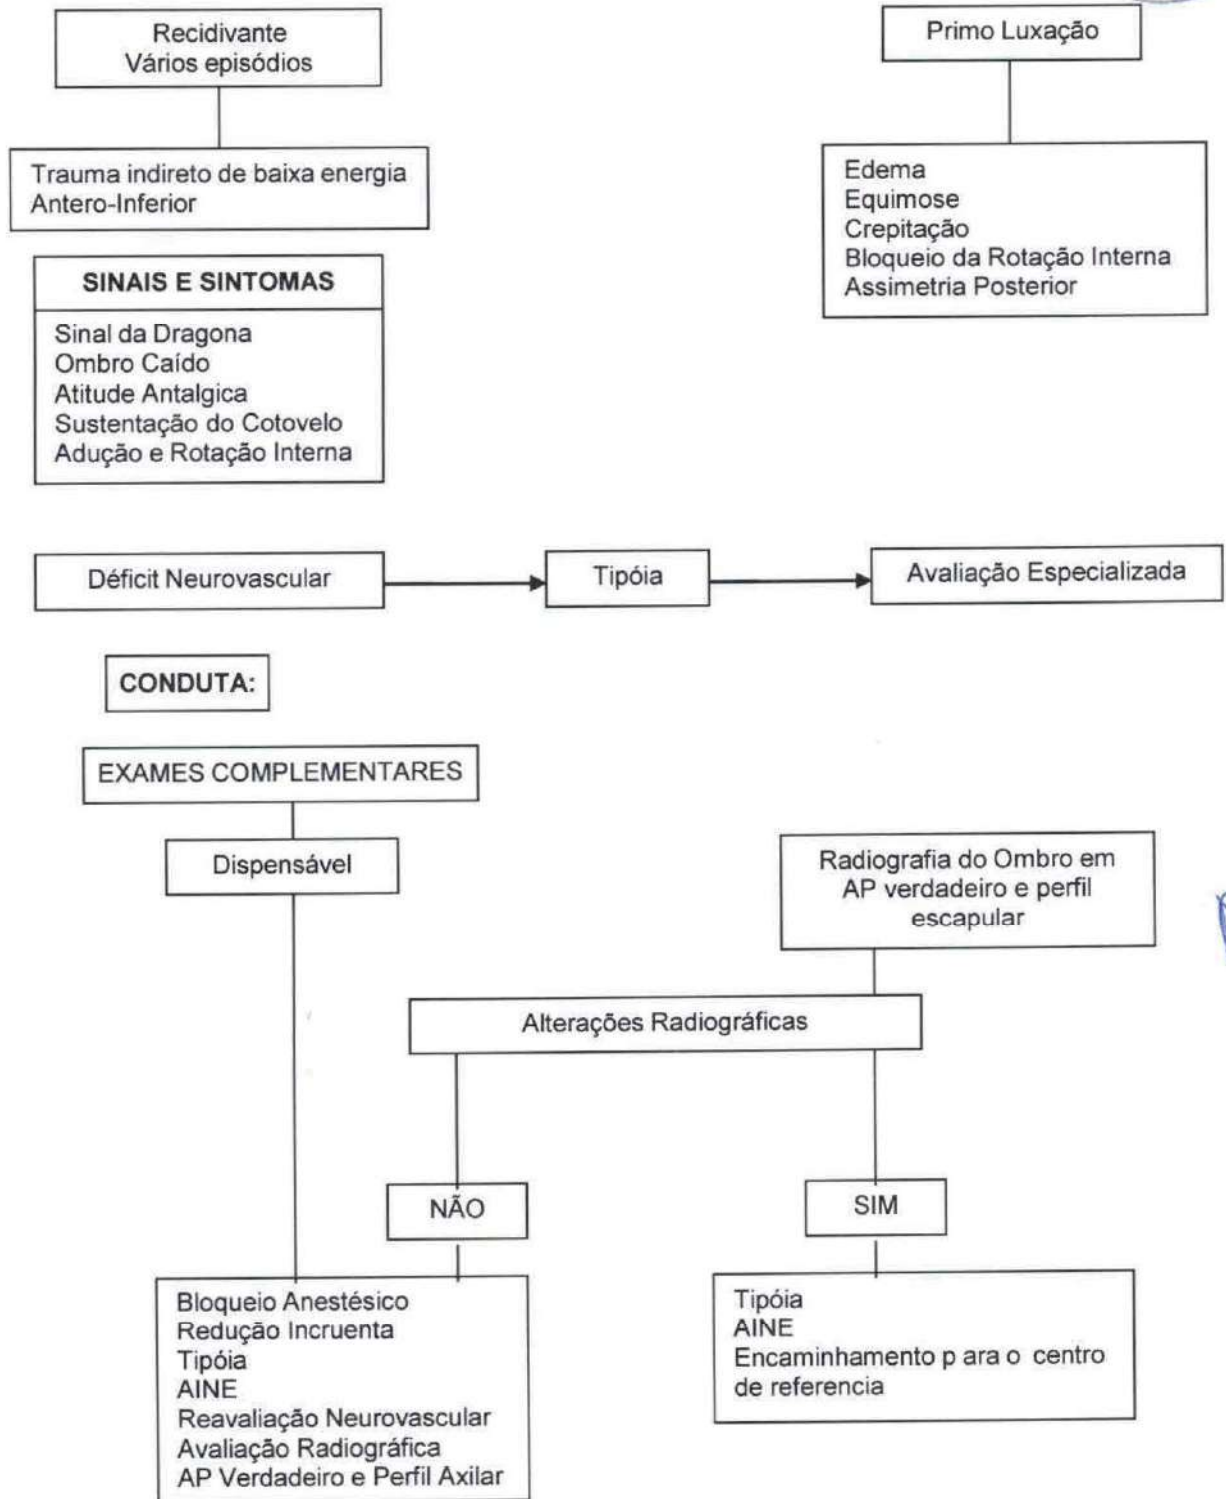 Recidivante
Vários episódios
Primo Luxação
Trauma indireto de baixa energia
Antero-Inferior
Edema
Equimose
Crepitação
Bloqueio da Rotação Interna
Assimetria Posterior
SINAIS E SINTOMAS
Sinal da Dragona
Ombro Caído
Atitude Antalgica
Sustentação do Cotovelo
Adução e Rotação Interna
Déficit Neurovascular
Tipóia
Avaliação Especializada
CONDUTA:
EXAMES COMPLEMENTARES
Dispensável
Radiografia do Ombro em
AP verdadeiro e perfil
escapular
Alterações Radiográficas
NÃO
SIM
Bloqueio Anestésico
Redução Incruenta
Tipóia
AINE
Reavaliação Neurovascular
Avaliação Radiográfica
AP Verdadeiro e Perfil Axilar
Tipóia
AINE
Encaminhamento p ara o centro
de referencia